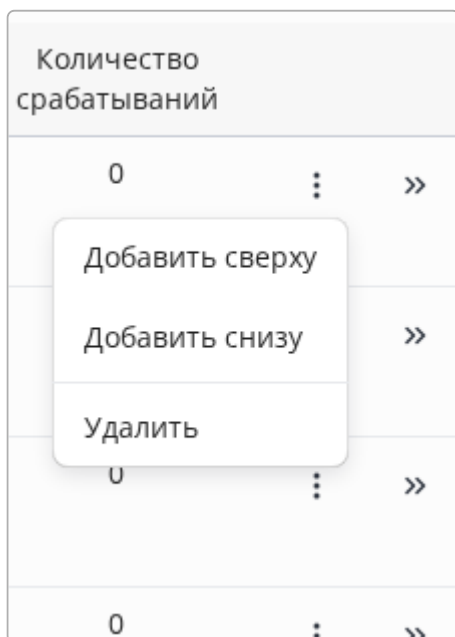 Количество
срабатываний
0
Добавить сверху
Добавить снизу
Удалить
0
0